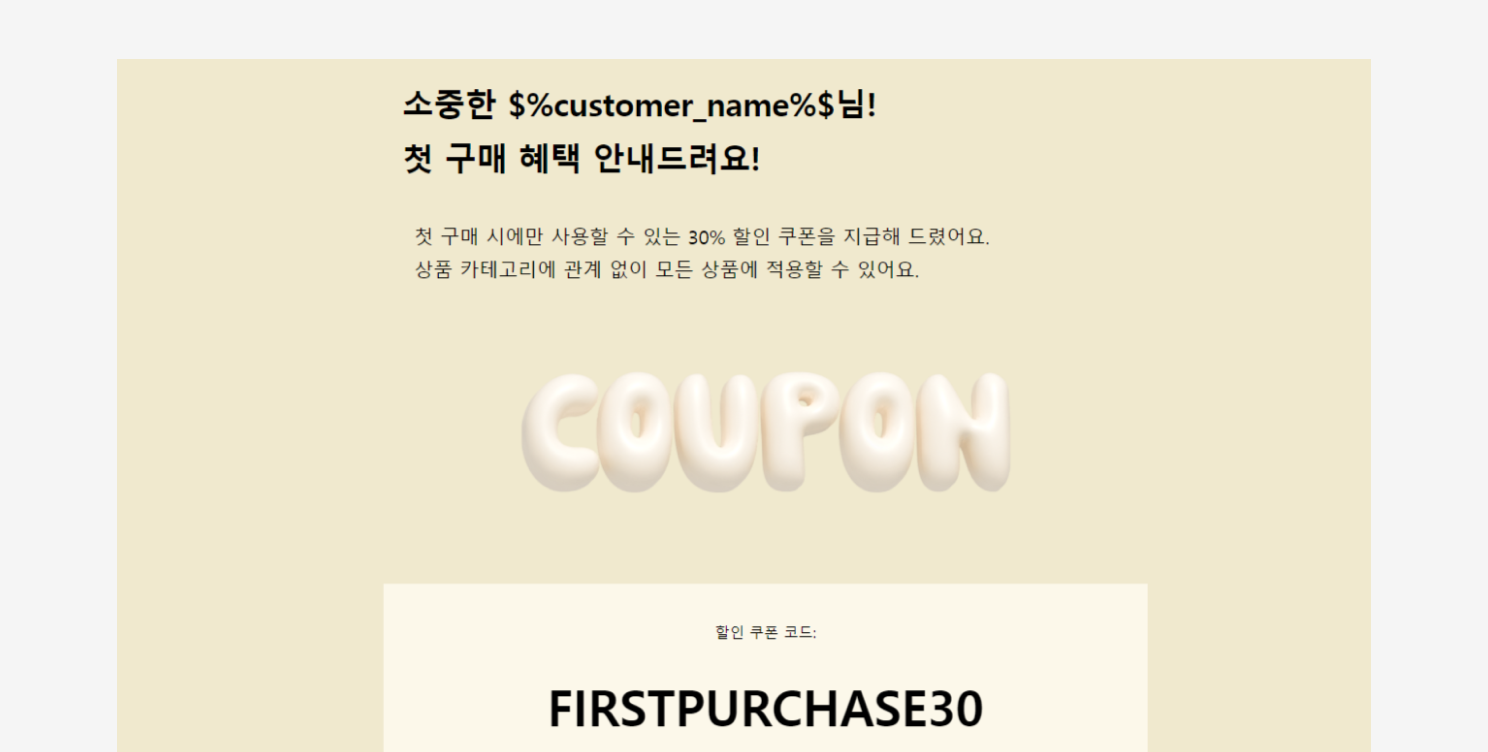 소중한 $%customer_name%$님!
첫 구매 혜택 안내드려요!
첫 구매 시에만 사용할 수 있는 30% 할인 쿠폰을 지급해 드렸어요.
상품 카테고리에 관계 없이 모든 상품에 적용할 수 있어요.
COUPON
할인 쿠폰 코드:
FIRSTPURCHASE30